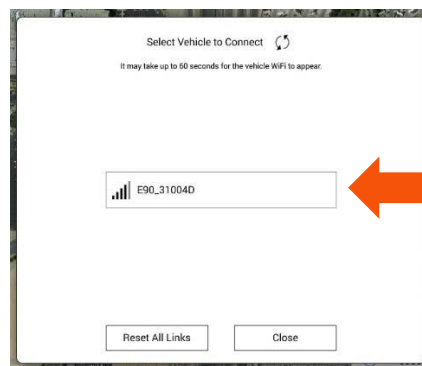 Select Vehicle to Connect
It may take up to 60 seconds for the vehicle WiFi to appear.
E90_31004D
Reset All Links
Close